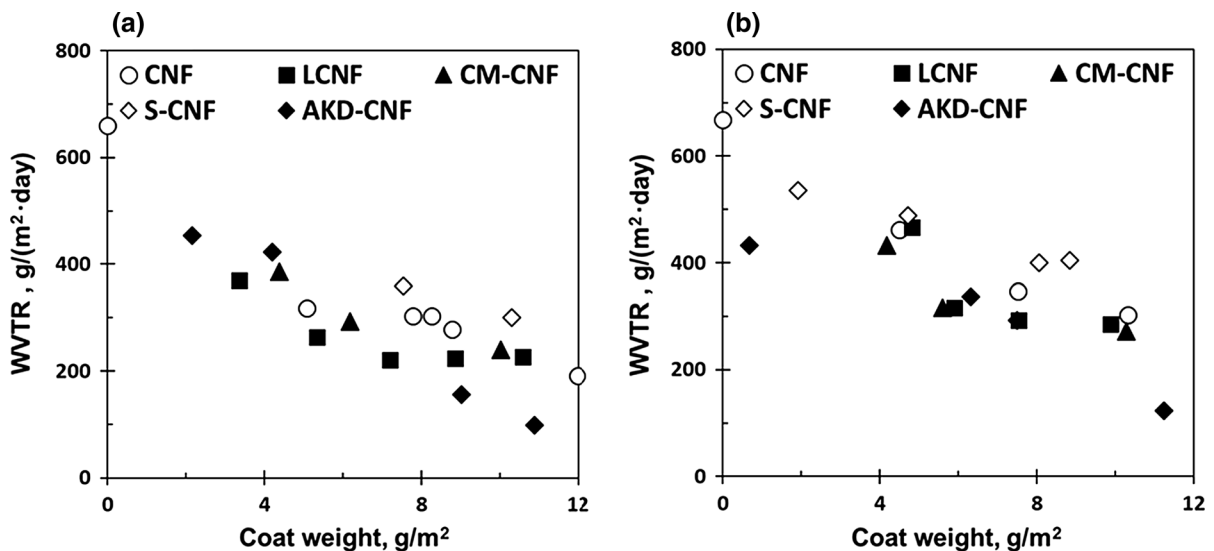 (a)
800
CNF LCNF CM-CNF
S-CNF AKD-CNF
600
400
200
0
0 4 8 12
WVTR , g/(m²·day)
Coat weight, g/m²
(b)
800
CNF LCNF CM-CNF
S-CNF AKD-CNF
600
400
200
0
0 4 8 12
WVTR , g/(m²·day)
Coat weight, g/m²